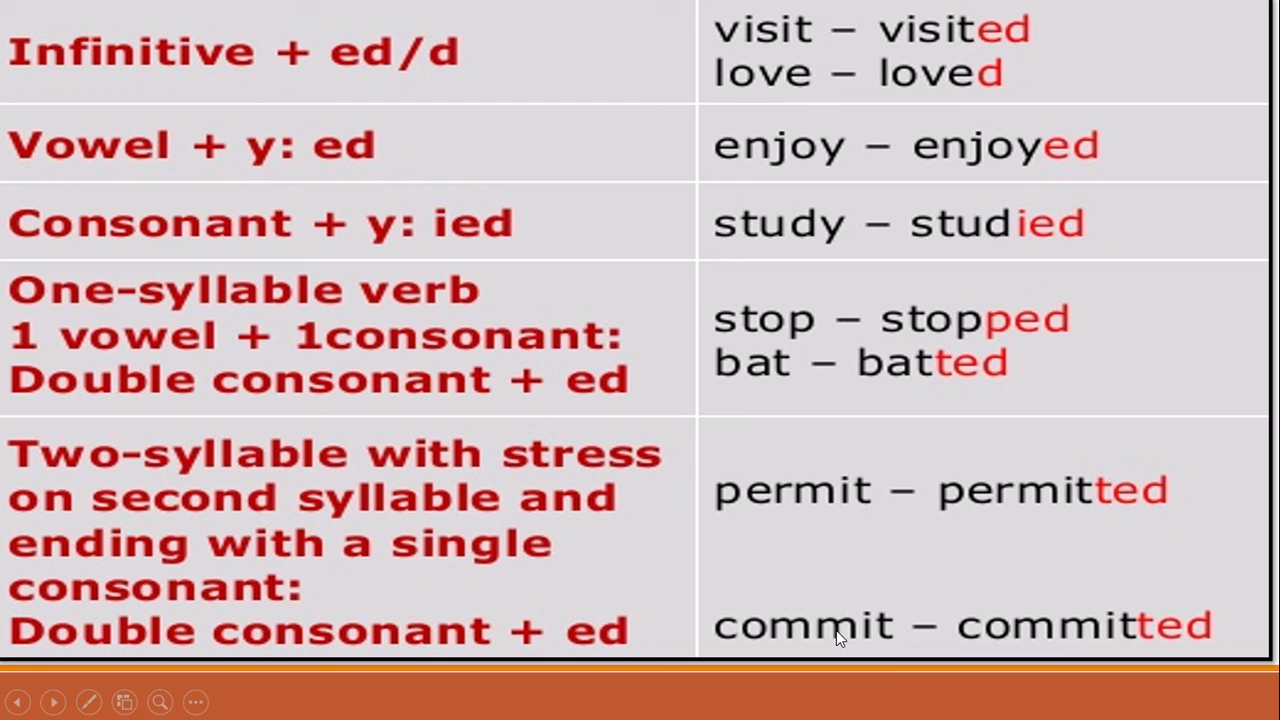 Infinitive + ed/d
visit – visited
love – loved
Vowel + y: ed
enjoy – enjoyed
Consonant + y: ied
study – studied
One-syllable verb
1 vowel + 1consonant:
Double consonant + ed
stop – stopped
bat – batted
Two-syllable with stress
on second syllable and
ending with a single
consonant:
Double consonant + ed
permit – permitted
commit – committed